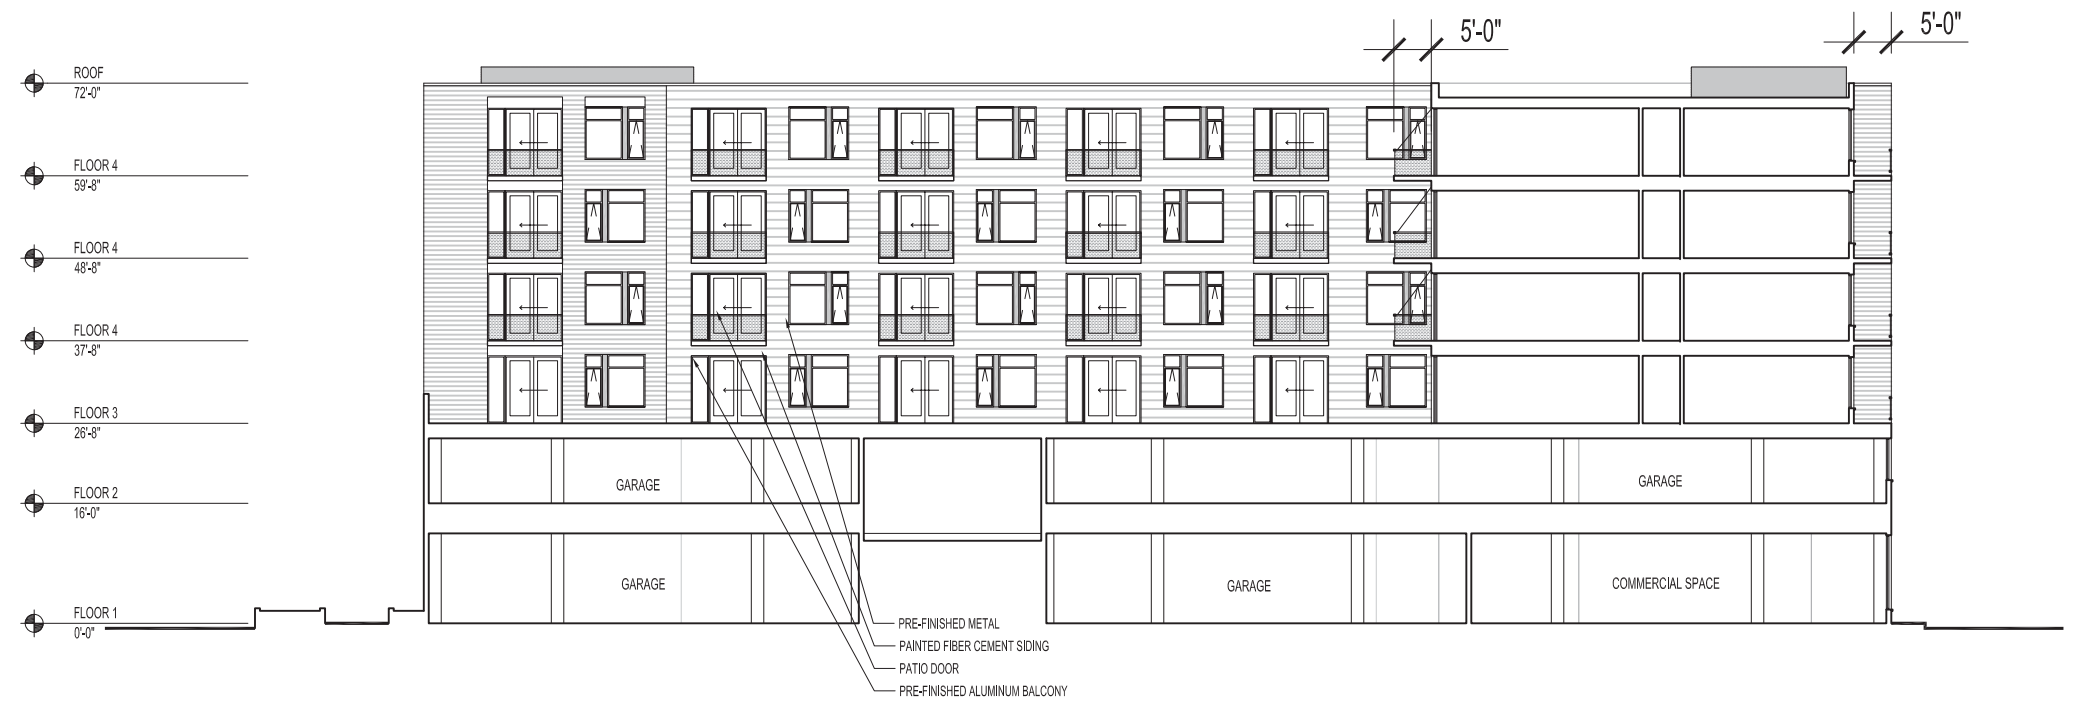 5'-0"
5'-0"
ROOF
72'-0"
FLOOR 4
59'-8"
FLOOR 4
48'-8"
FLOOR 4
37'-8"
FLOOR 3
26'-8"
GARAGE
GARAGE
FLOOR 2
16'-0"
GARAGE
GARAGE
COMMERCIAL SPACE
FLOOR 1
0'-0"
PRE-FINISHED METAL
PAINTED FIBER CEMENT SIDING
PATIO DOOR
PRE-FINISHED ALUMINUM BALCONY